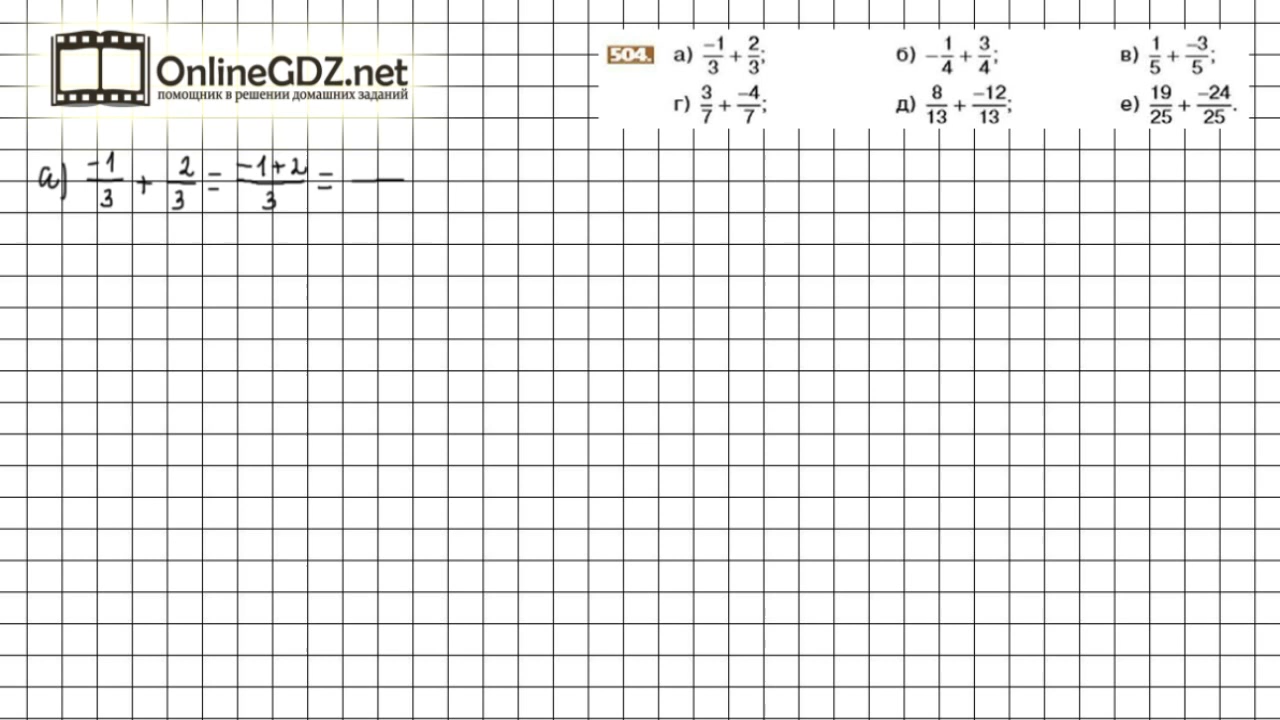 OnlineGDZ.net
помощник в решении домашних заданий
504. а) −1/3 + 2/3; б) −1/4 + 3/4; в) 1/5 + −3/5;
г) 3/7 + −4/7; д) 8/13 + −12/13; е) 19/25 + −24/25.
а) −1/3 + 2/3 = −1+2/3 =